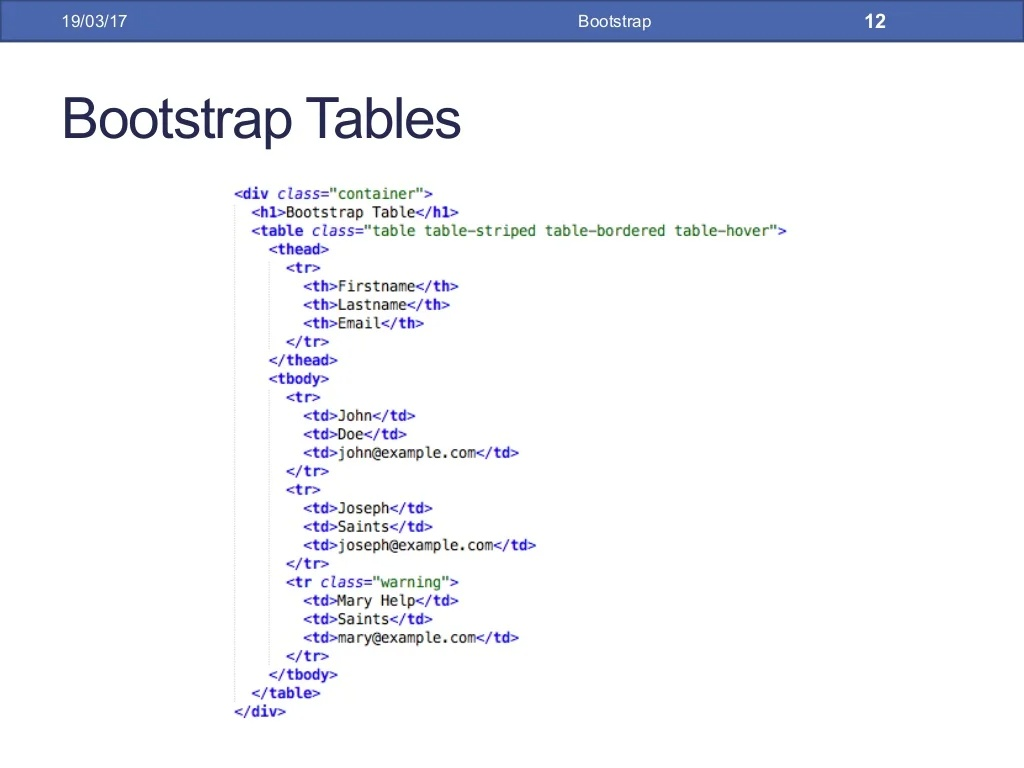 19/03/17 Bootstrap 12
Bootstrap Tables
<div class="container">
  <h1>Bootstrap Table</h1>
  <table class="table table-striped table-bordered table-hover">
    <thead>
      <tr>
        <th>Firstname</th>
        <th>Lastname</th>
        <th>Email</th>
      </tr>
    </thead>
    <tbody>
      <tr>
        <td>John</td>
        <td>Doe</td>
        <td>john@example.com</td>
      </tr>
      <tr>
        <td>Joseph</td>
        <td>Saints</td>
        <td>joseph@example.com</td>
      </tr>
      <tr class="warning">
        <td>Mary Help</td>
        <td>Saints</td>
        <td>mary@example.com</td>
      </tr>
    </tbody>
  </table>
</div>